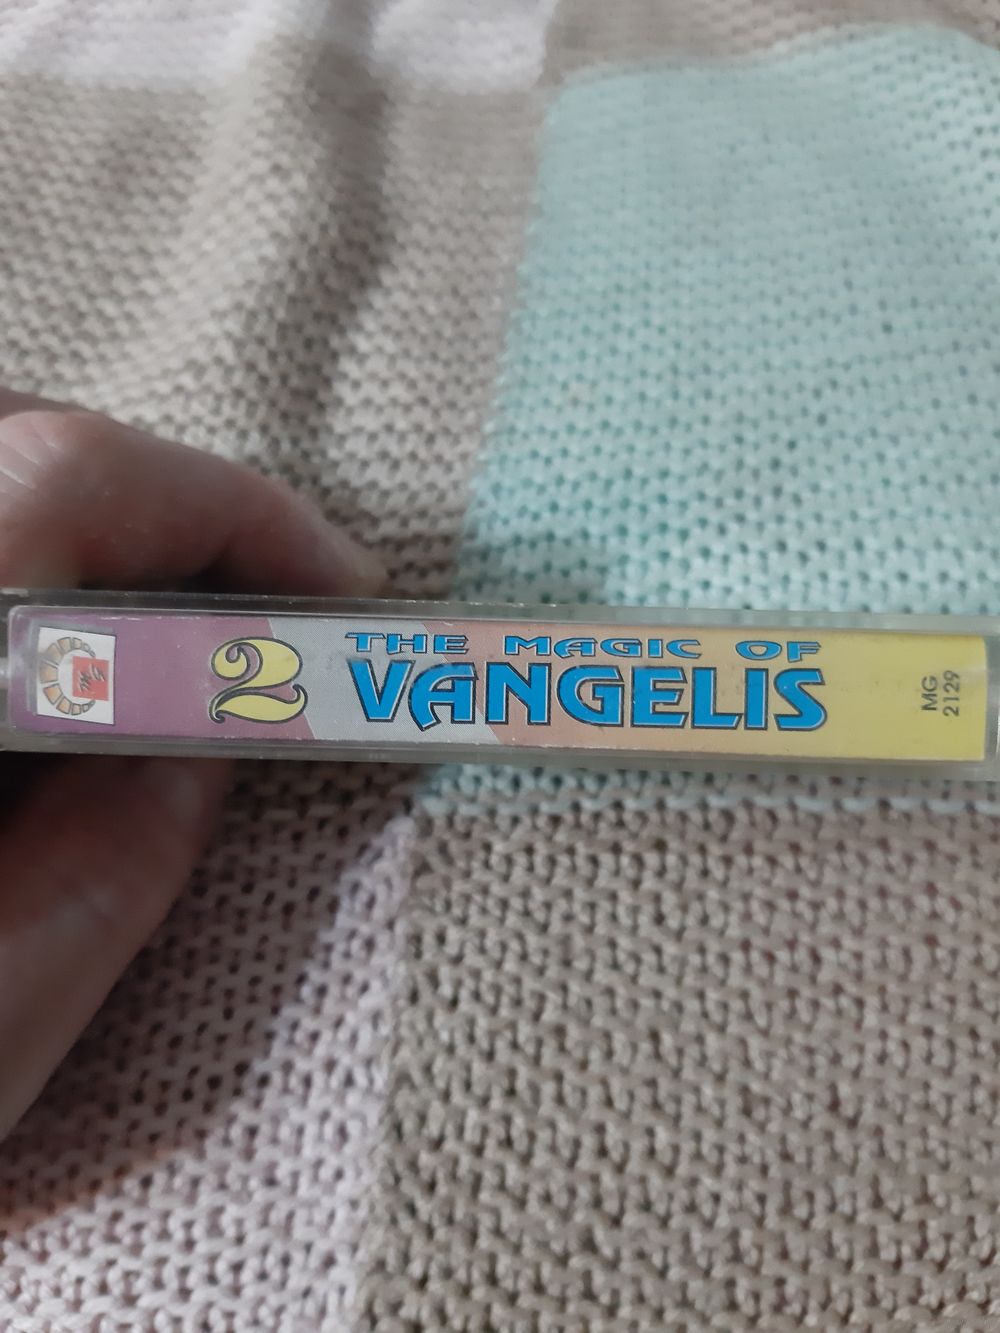 2
THE MAGIC OF
VANGELIS
MG
2129